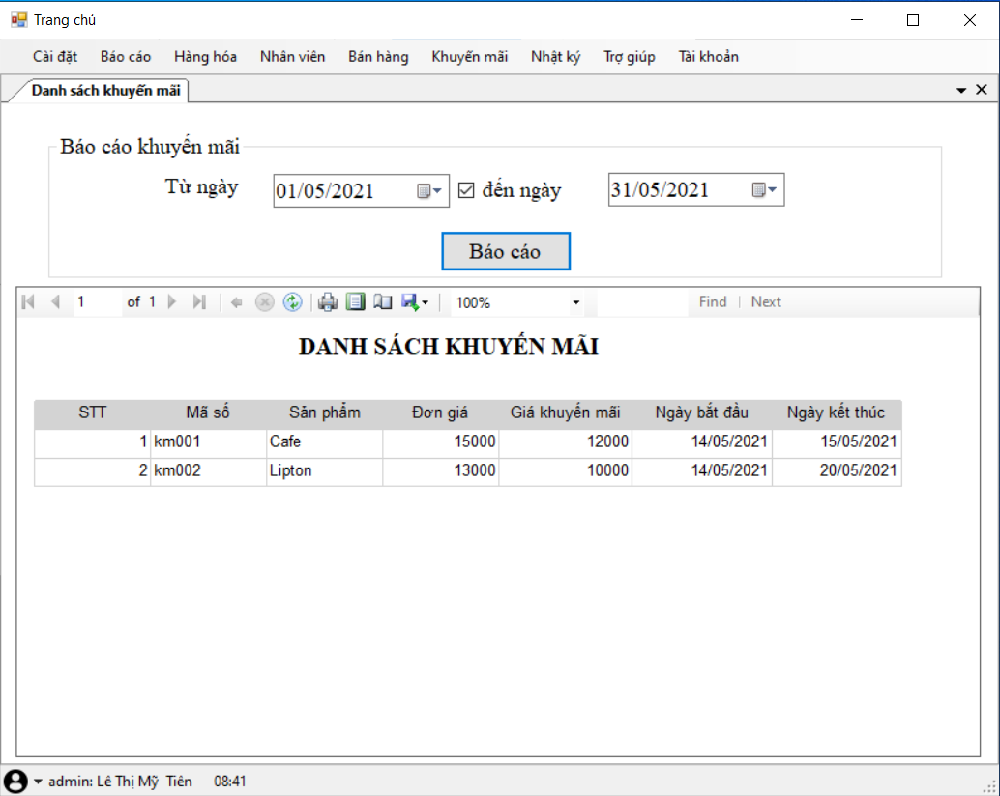 Trang chủ
Cài đặt Báo cáo Hàng hóa Nhân viên Bán hàng Khuyến mãi Nhật ký Trợ giúp Tài khoản
Danh sách khuyến mãi
Báo cáo khuyến mãi
Từ ngày 01/05/2021 đến ngày 31/05/2021
Báo cáo
1 of 1 100% Find | Next
DANH SÁCH KHUYẾN MÃI
STT Mã số Sản phẩm Đơn giá Giá khuyến mãi Ngày bắt đầu Ngày kết thúc
1 km001 Cafe 15000 12000 14/05/2021 15/05/2021
2 km002 Lipton 13000 10000 14/05/2021 20/05/2021
admin: Lê Thị Mỹ Tiên 08:41